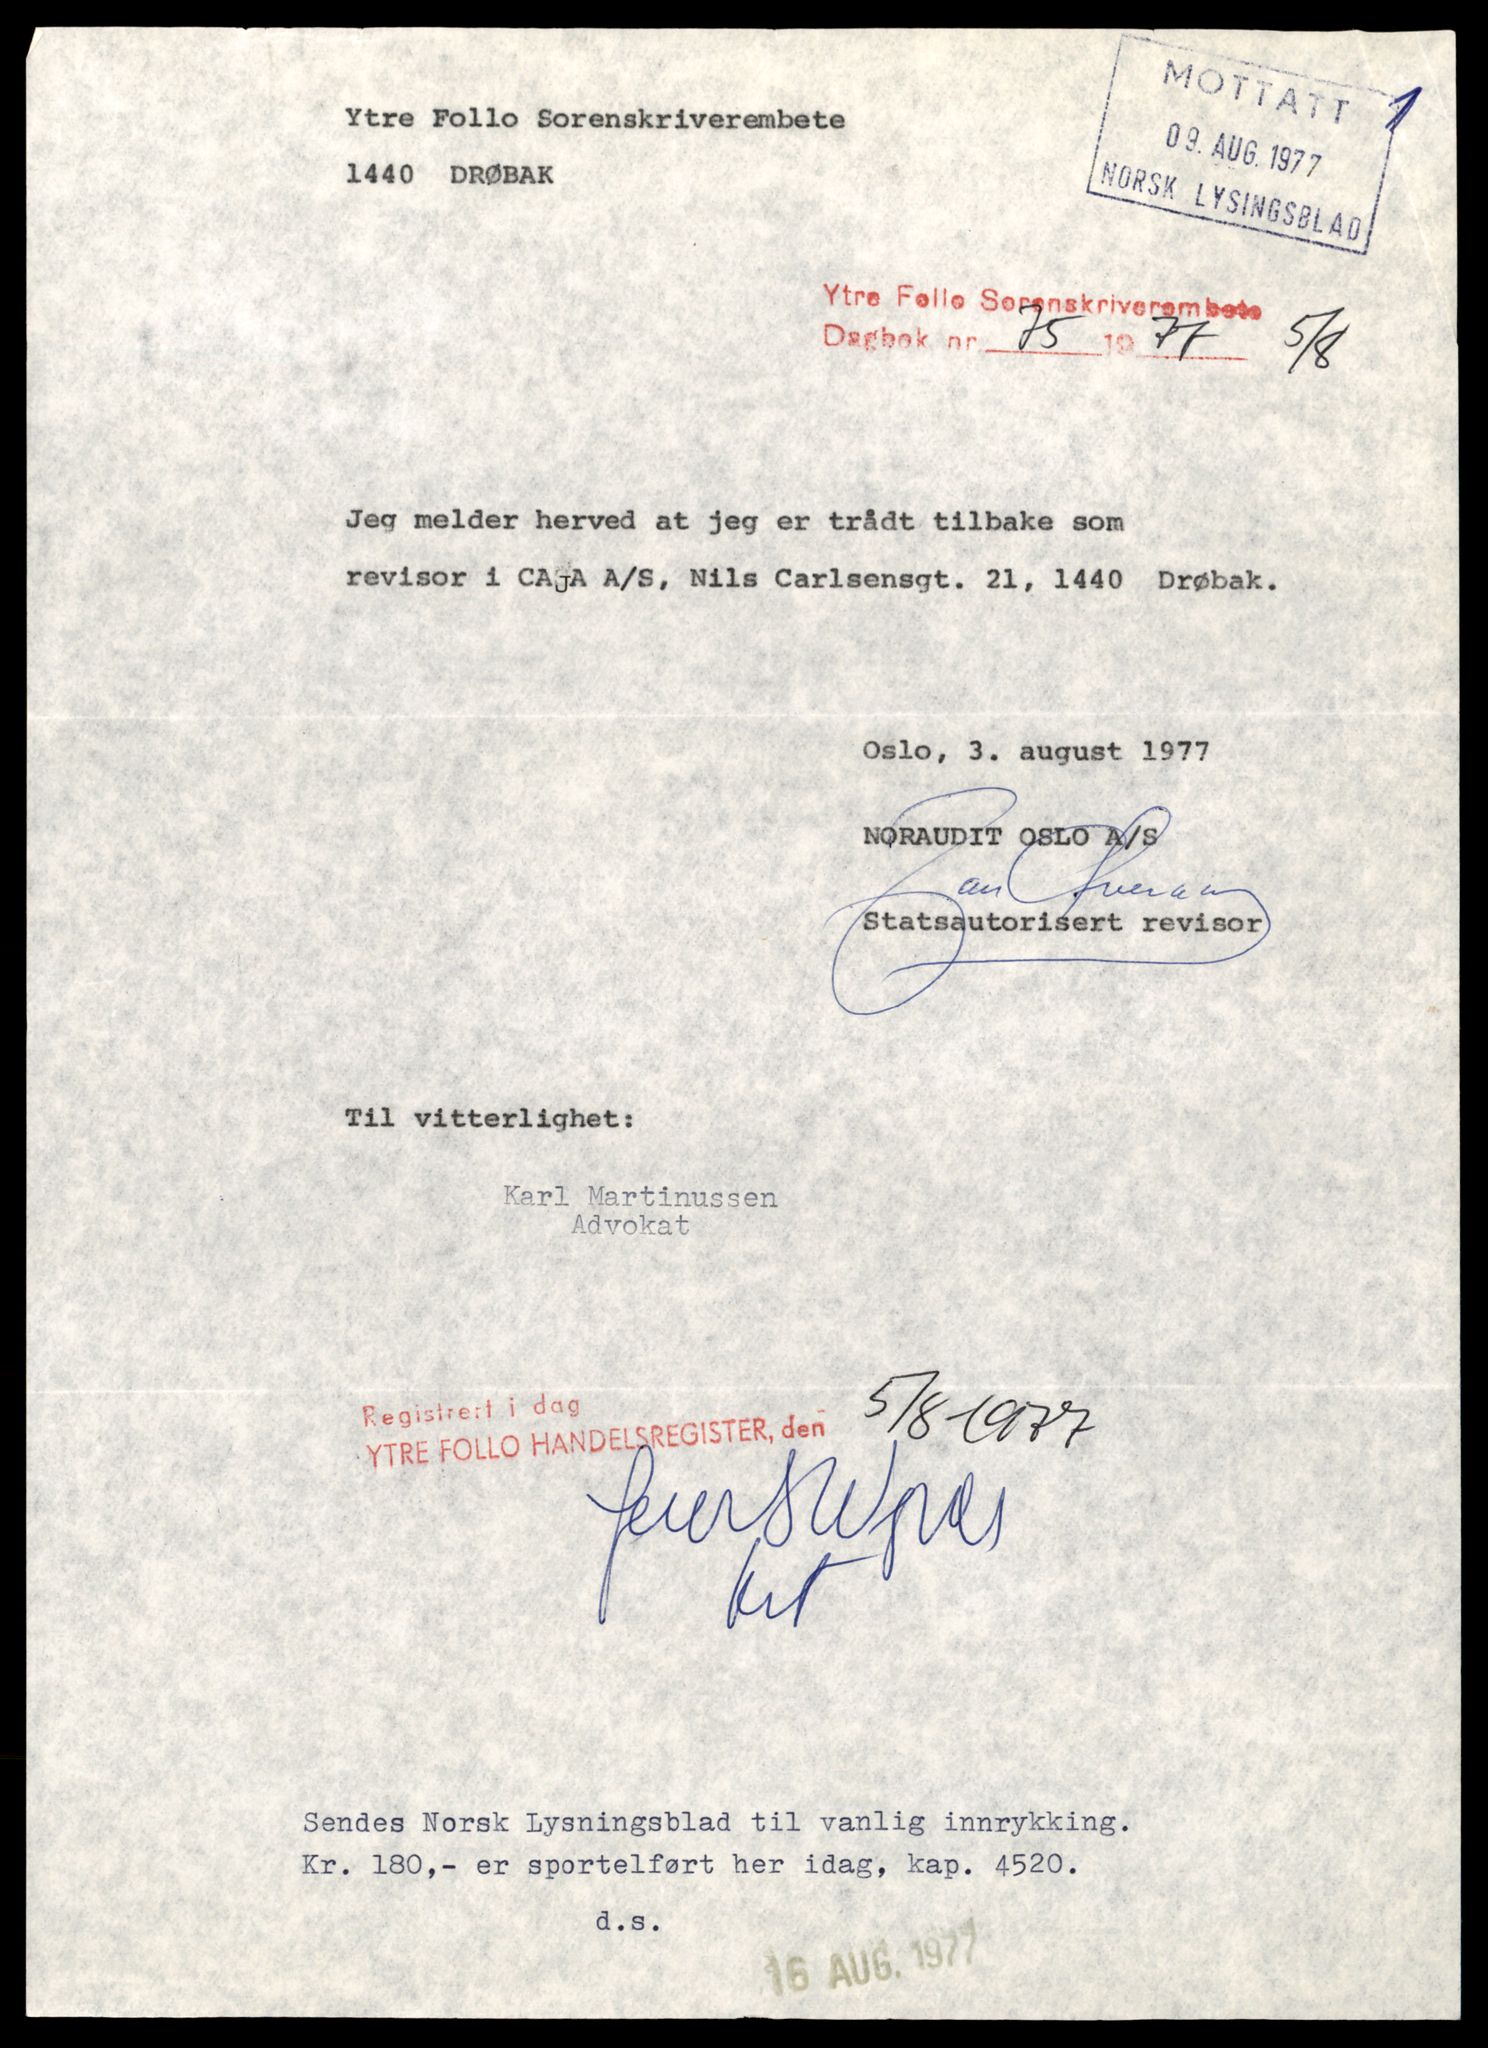 Ytre Follo Sorenskriverembete
1440 DRØBAK
MOTTATT 1
09. AUG. 1977
NORSK LYSINGSBLAD
Ytre Follo Sorenskriverembete
Dagbok nr 75 1977 5/8
Jeg melder herved at jeg er trådt tilbake som
revisor i CAJA A/S, Nils Carlsensgt. 21, 1440 Drøbak.
Oslo, 3. august 1977
NORAUDIT OSLO A/S
Statsautorisert revisor
Til vitterlighet:
Karl Martinussen
Advokat
Registrert i dag
YTRE FOLLO HANDELSREGISTER, den 5/8-1977
Sendes Norsk Lysningsblad til vanlig innrykking.
Kr. 180,- er sportelført her idag, kap. 4520.
d.s.
16 AUG. 1977